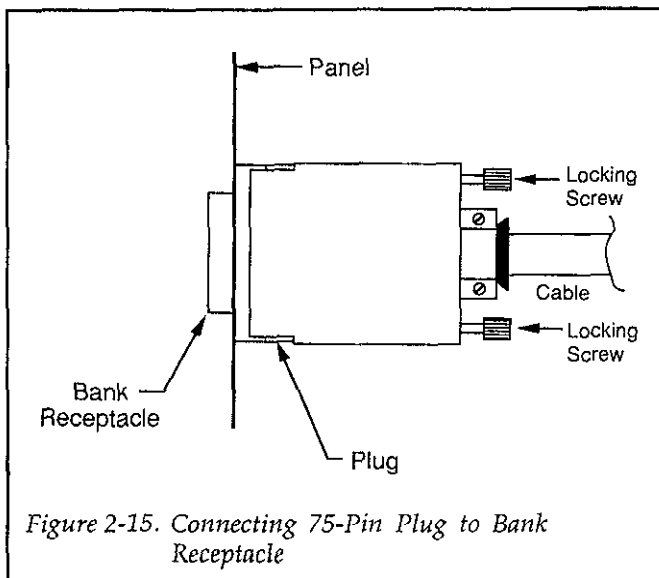 Panel
Locking
Screw
Cable
Locking
Screw
Bank
Receptacle
Plug
Figure 2-15. Connecting 75-Pin Plug to Bank
Receptacle